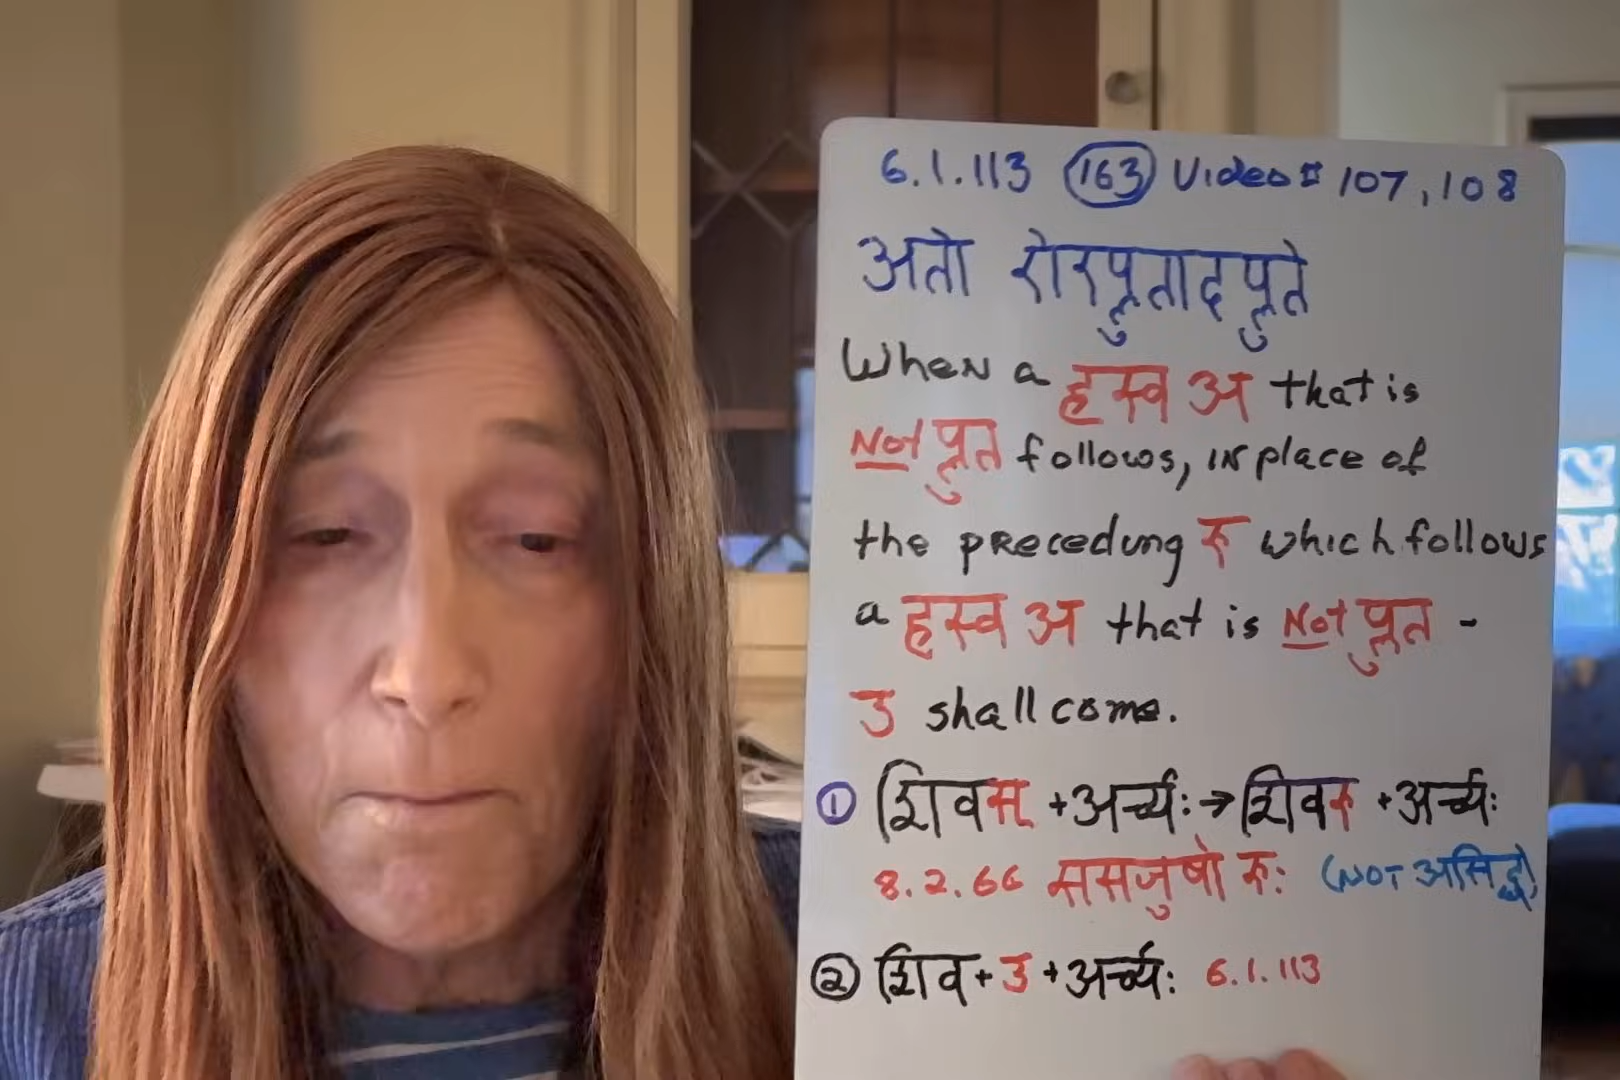 6.1.113 (163) Video # 107, 108
अतो रोरप्लुतादप्लुते
When a ह्रस्व अ that is
Not प्लुत follows, in place of
the preceding रु which follows
a ह्रस्व अ that is Not प्लुत -
उ shall come.
① शिवस् + अर्च्यः → शिवरु + अर्च्यः
8.2.66 ससजुषो रुः (NOT असिद्ध)
② शिव + उ + अर्च्यः 6.1.113